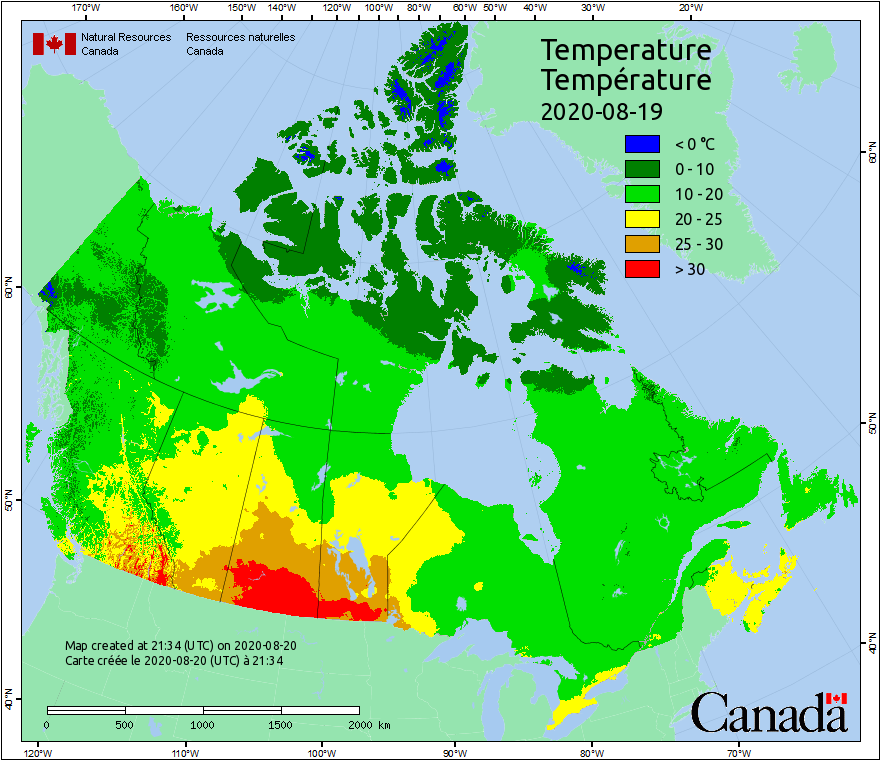 170°W 160°W 150°W 140°W 120°W 100°W 80°W 60°W 50°W 40°W 30°W 20°W
Natural Resources Ressources naturelles
Canada Canada
Temperature
Température
2020-08-19
< 0 °C
0 - 10
10 - 20
20 - 25
25 - 30
> 30
60°N 60°N
50°N 50°N
40°N 40°N
Map created at 21:34 (UTC) on 2020-08-20
Carte créée le 2020-08-20 (UTC) à 21:34
0 500 1000 1500 2000 km
Canada
120°W 110°W 100°W 90°W 80°W 70°W